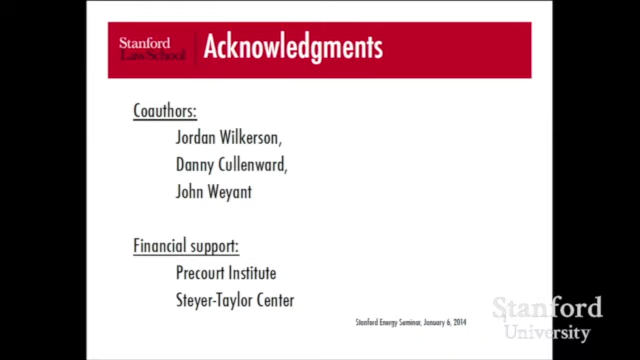 Stanford
Law School
Acknowledgments
Coauthors:
Jordan Wilkerson,
Danny Cullenward,
John Weyant
Financial support:
Precourt Institute
Steyer-Taylor Center
Stanford Energy Seminar, January 6, 2014
Stanford
University